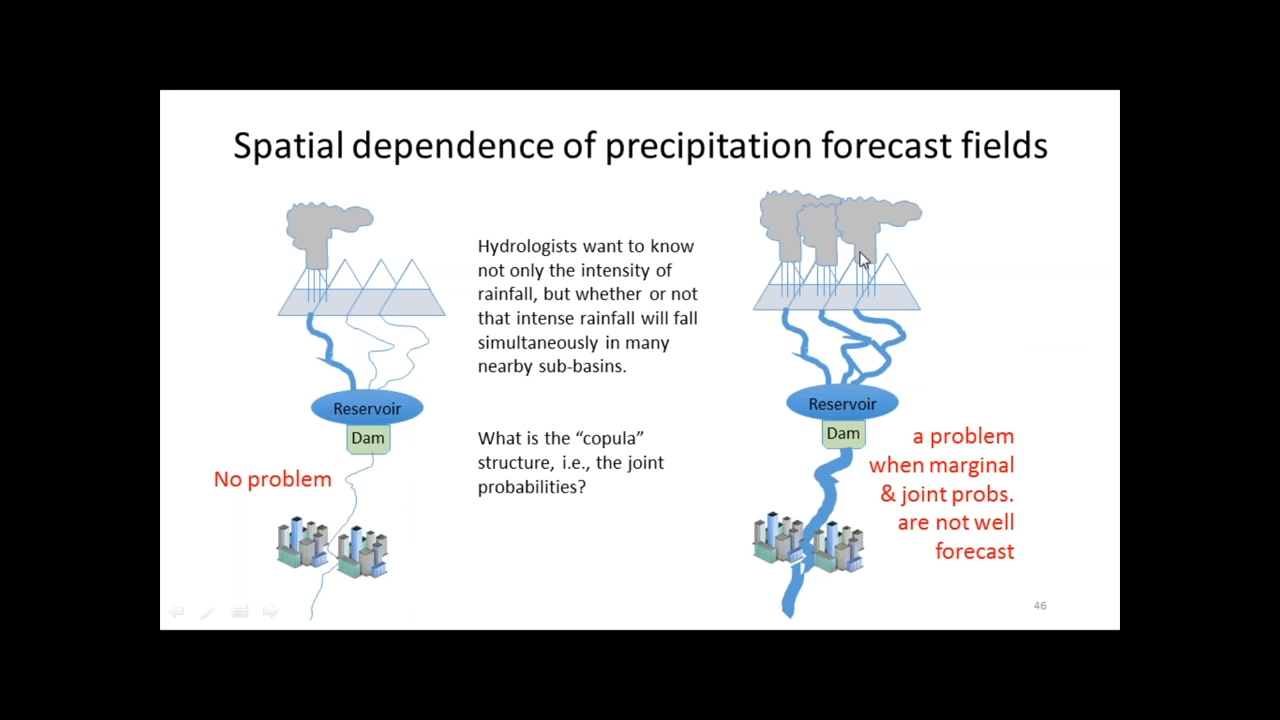 Spatial dependence of precipitation forecast fields
Hydrologists want to know
not only the intensity of
rainfall, but whether or not
that intense rainfall will fall
simultaneously in many
nearby sub-basins.
What is the “copula”
structure, i.e., the joint
probabilities?
Reservoir
Dam
No problem
Reservoir
Dam
a problem
when marginal
& joint probs.
are not well
forecast
46